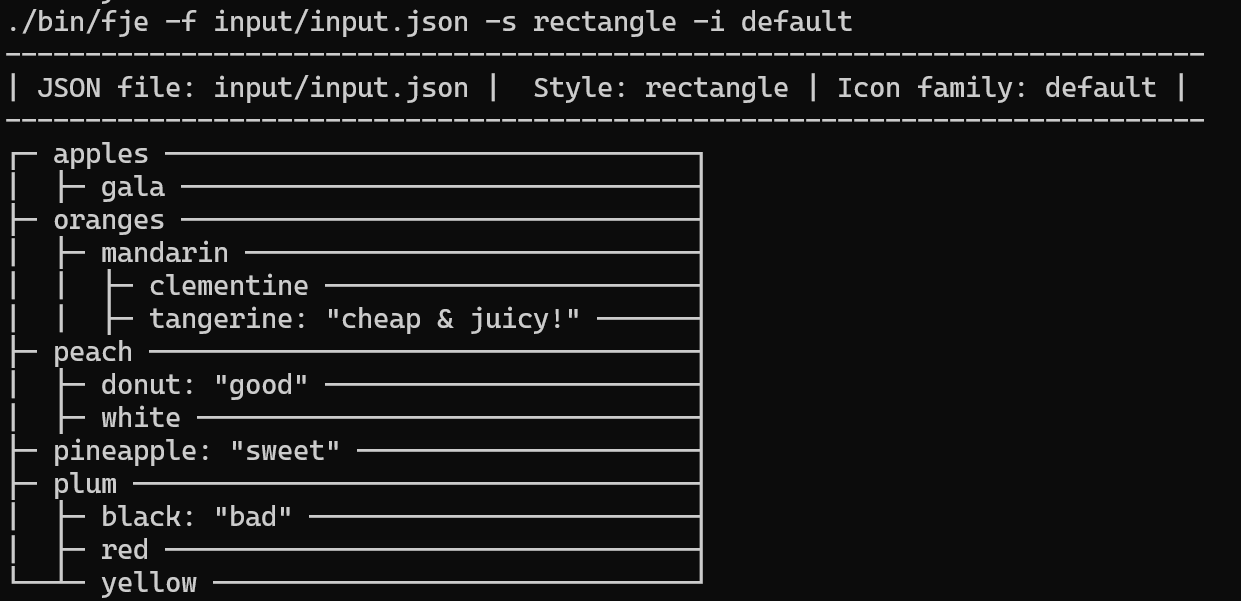 ./bin/fje -f input/input.json -s rectangle -i default
---------------------------------------------------------------------------
| JSON file: input/input.json |  Style: rectangle | Icon family: default |
---------------------------------------------------------------------------
┌─ apples ──────────────────────────────────┐
│  ├─ gala ─────────────────────────────────┤
├─ oranges ─────────────────────────────────┤
│  ├─ mandarin ─────────────────────────────┤
│  │  ├─ clementine ────────────────────────┤
│  │  ├─ tangerine: "cheap & juicy!" ───────┤
├─ peach ───────────────────────────────────┤
│  ├─ donut: "good" ────────────────────────┤
│  ├─ white ────────────────────────────────┤
├─ pineapple: "sweet" ──────────────────────┤
├─ plum ────────────────────────────────────┤
│  ├─ black: "bad" ─────────────────────────┤
│  ├─ red ──────────────────────────────────┤
└──┴─ yellow ───────────────────────────────┘